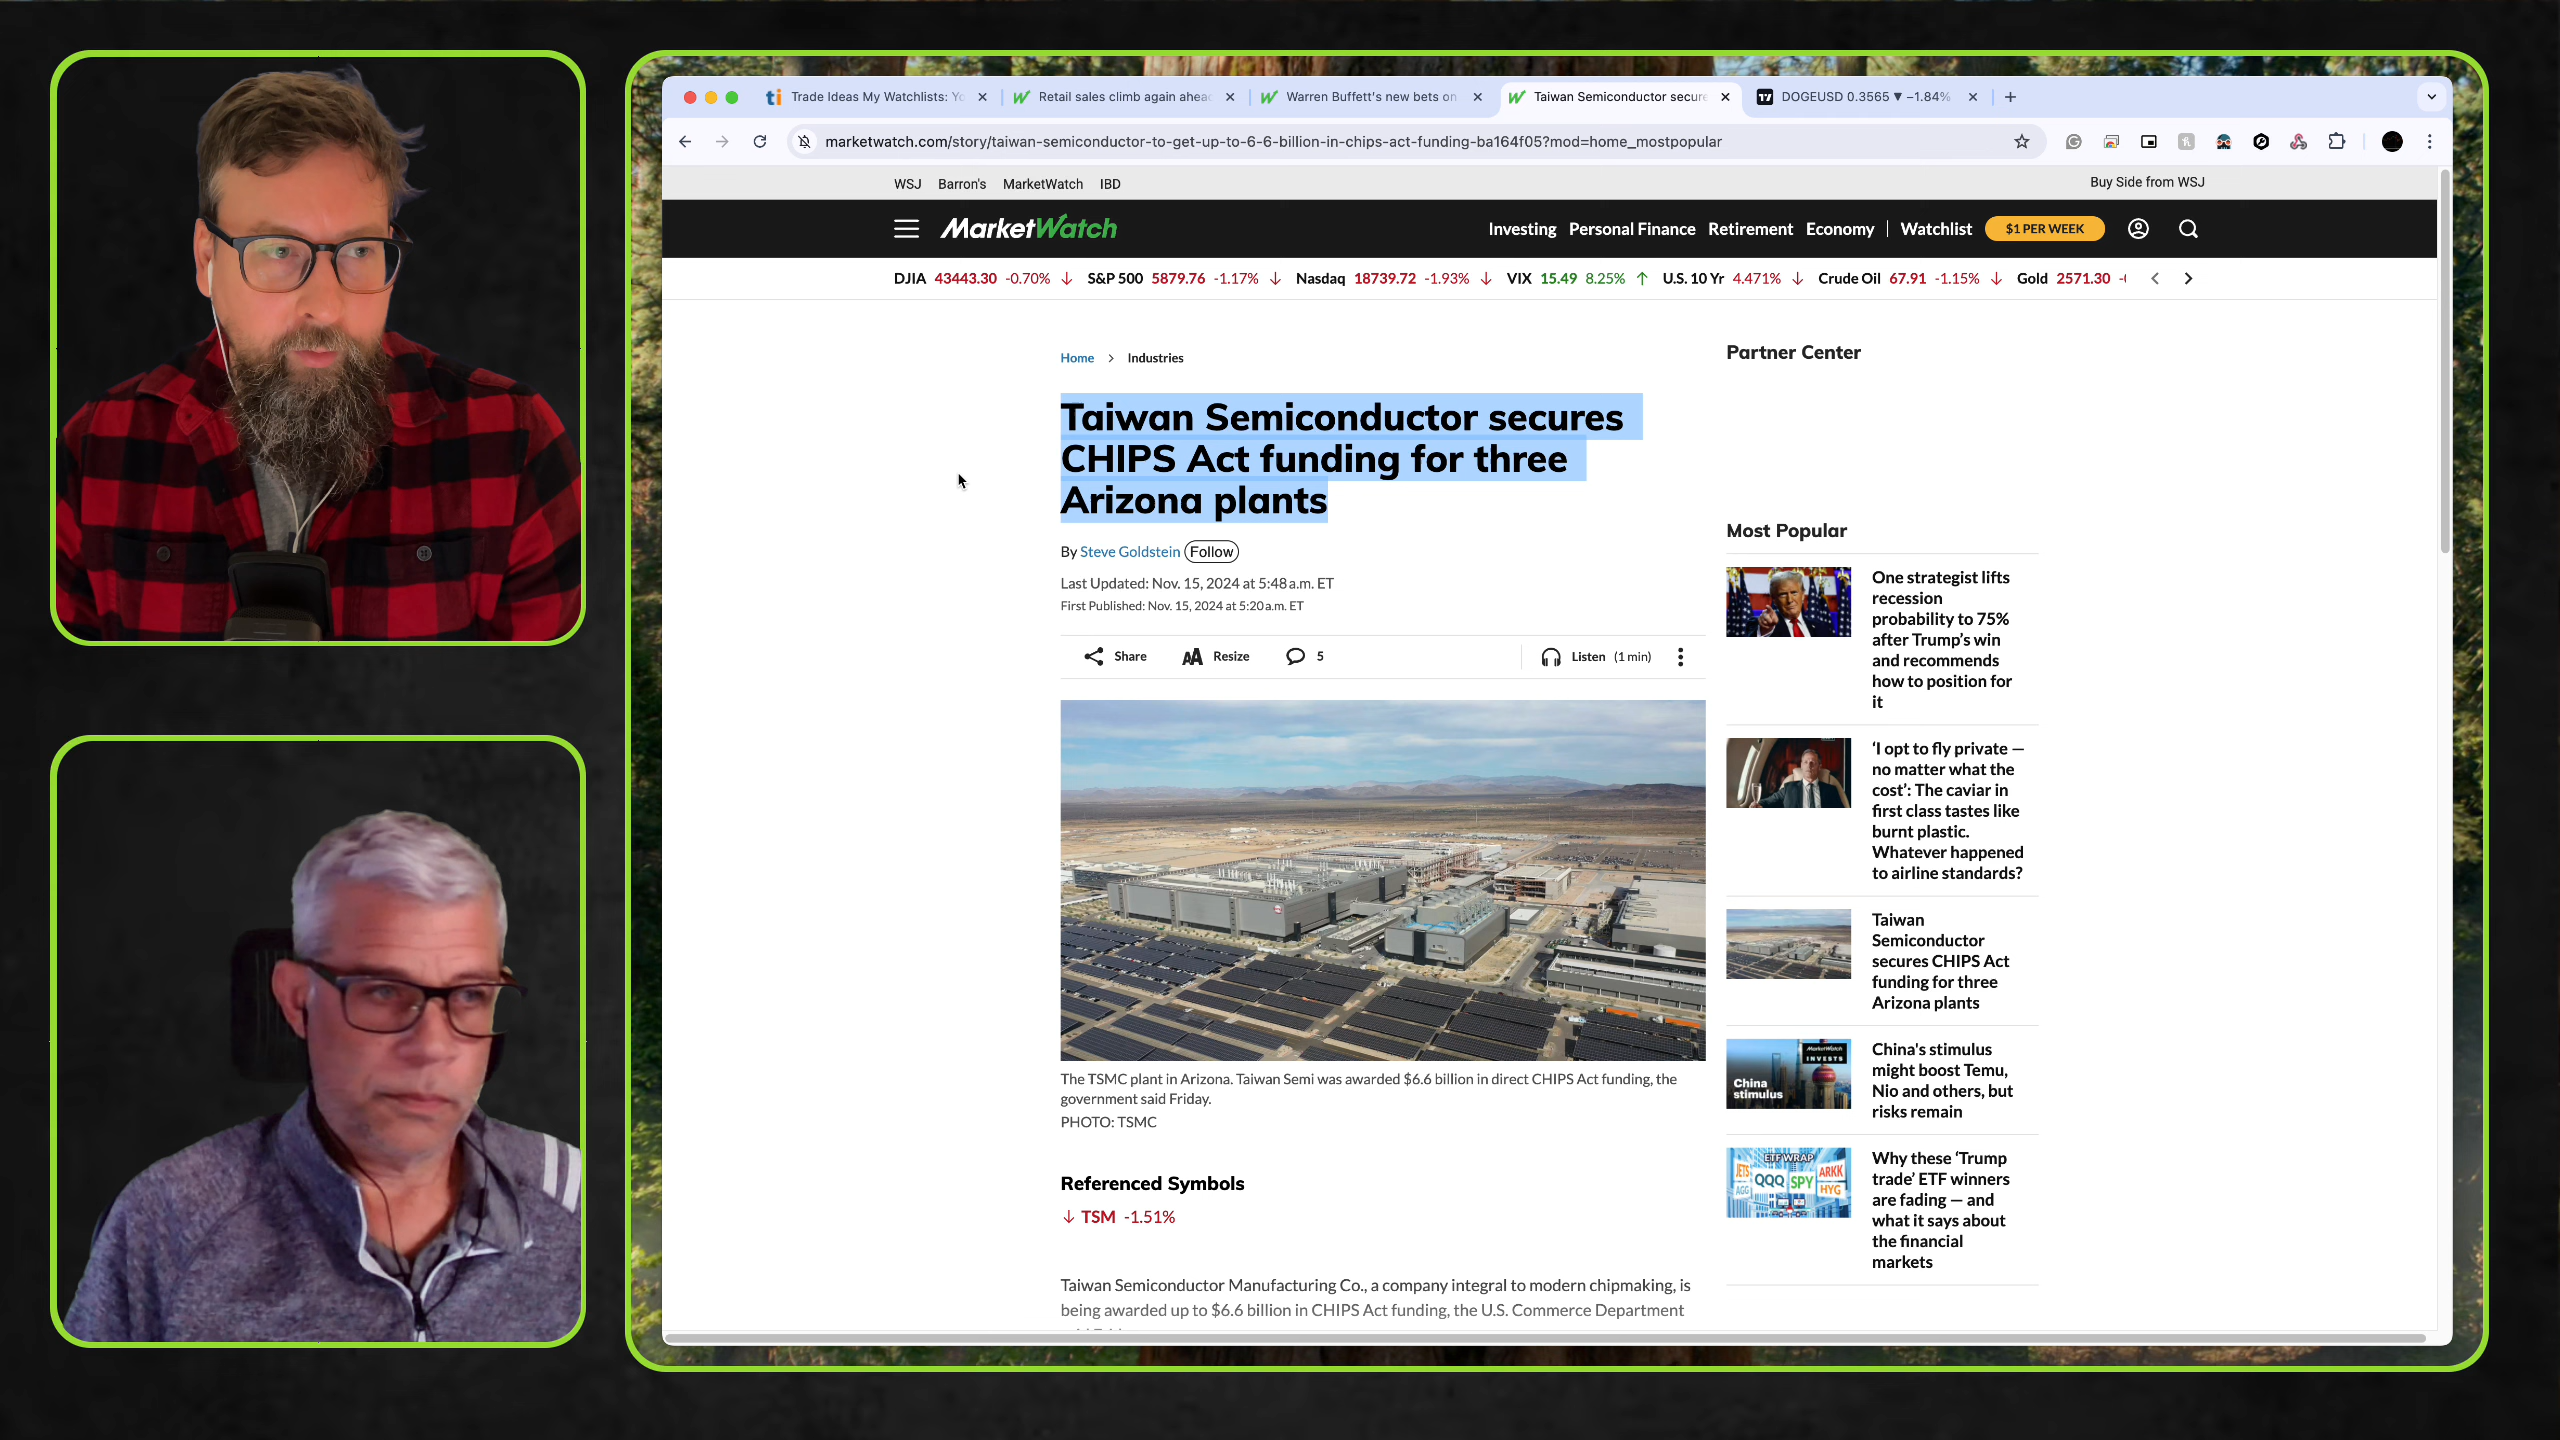 Trade Ideas My Watchlists: Yo
Retail sales climb again ahea
Warren Buffett's new bets on
Taiwan Semiconductor secure
DOGEUSD 0.3565 ▼ −1.84%
marketwatch.com/story/taiwan-semiconductor-to-get-up-to-6-6-billion-in-chips-act-funding-ba164f05?mod=home_mostpopular
WSJ Barron's MarketWatch IBD
Buy Side from WSJ
MarketWatch
Investing Personal Finance Retirement Economy | Watchlist $1 PER WEEK
DJIA 43443.30 -0.70% ↓ S&P 500 5879.76 -1.17% ↓ Nasdaq 18739.72 -1.93% ↓ VIX 15.49 8.25% ↑ U.S. 10 Yr 4.471% ↓ Crude Oil 67.91 -1.15% ↓ Gold 2571.30
Home > Industries
Taiwan Semiconductor secures
CHIPS Act funding for three
Arizona plants
By Steve Goldstein Follow
Last Updated: Nov. 15, 2024 at 5:48 a.m. ET
First Published: Nov. 15, 2024 at 5:20 a.m. ET
Share Resize 5 Listen (1 min)
The TSMC plant in Arizona. Taiwan Semi was awarded $6.6 billion in direct CHIPS Act funding, the
government said Friday.
PHOTO: TSMC
Referenced Symbols
↓ TSM -1.51%
Taiwan Semiconductor Manufacturing Co., a company integral to modern chipmaking, is
being awarded up to $6.6 billion in CHIPS Act funding, the U.S. Commerce Department
Partner Center
Most Popular
One strategist lifts
recession
probability to 75%
after Trump's win
and recommends
how to position for
it
‘I opt to fly private —
no matter what the
cost’: The caviar in
first class tastes like
burnt plastic.
Whatever happened
to airline standards?
Taiwan
Semiconductor
secures CHIPS Act
funding for three
Arizona plants
MarketWatch
INVESTS
China
stimulus
China's stimulus
might boost Temu,
Nio and others, but
risks remain
ETF WRAP
JETS
AGG
QQQ
SPY
ARKK
HYG
Why these ‘Trump
trade’ ETF winners
are fading — and
what it says about
the financial
markets